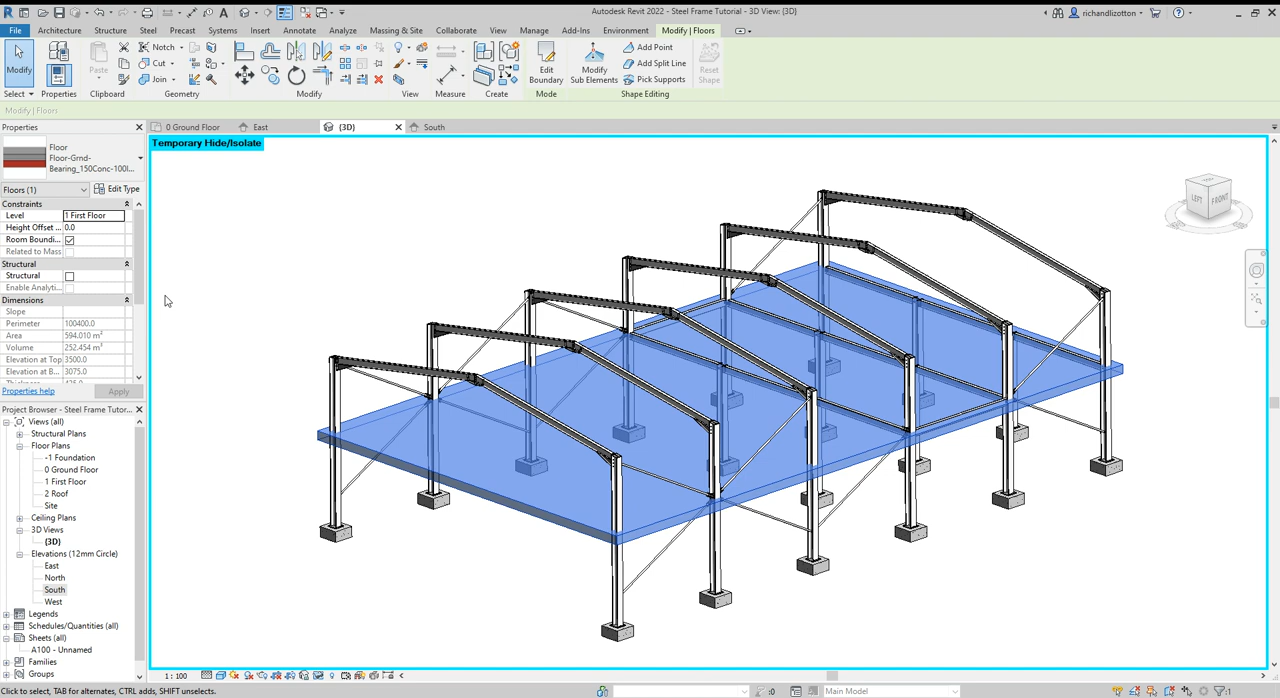 Autodesk Revit 2022 - Steel Frame Tutorial - 3D View: {3D}
richandlizotton
File Architecture Structure Steel Precast Systems Insert Annotate Analyze Massing & Site Collaborate View Manage Add-Ins Environment Modify | Floors
Modify
Paste
Notch
Cut
Join
Edit
Boundary
Modify
Sub Elements
Add Point
Add Split Line
Pick Supports
Reset
Shape
Select Properties Clipboard Geometry Modify View Measure Create Mode Shape Editing
Modify | Floors
Properties
0 Ground Floor East {3D} South
Temporary Hide/Isolate
Floor
Floor-Grnd-
Bearing_150Conc-100I...
Floors (1) Edit Type
Constraints
Level 1 First Floor
Height Offset ... 0.0
Room Boundi...
Related to Mass
Structural
Structural
Enable Analyti...
Dimensions
Slope
Perimeter 100400.0
Area 594.010 m²
Volume 252.454 m³
Elevation at Top 3500.0
Elevation at B... 3075.0
Properties help Apply
Project Browser - Steel Frame Tutor...
Views (all)
Structural Plans
Floor Plans
-1 Foundation
0 Ground Floor
1 First Floor
2 Roof
Site
Ceiling Plans
3D Views
{3D}
Elevations (12mm Circle)
East
North
South
West
Legends
Schedules/Quantities (all)
Sheets (all)
A100 - Unnamed
Families
Groups
LEFT FRONT
1 : 100
Click to select, TAB for alternates, CTRL adds, SHIFT unselects.
:0
Main Model
:1